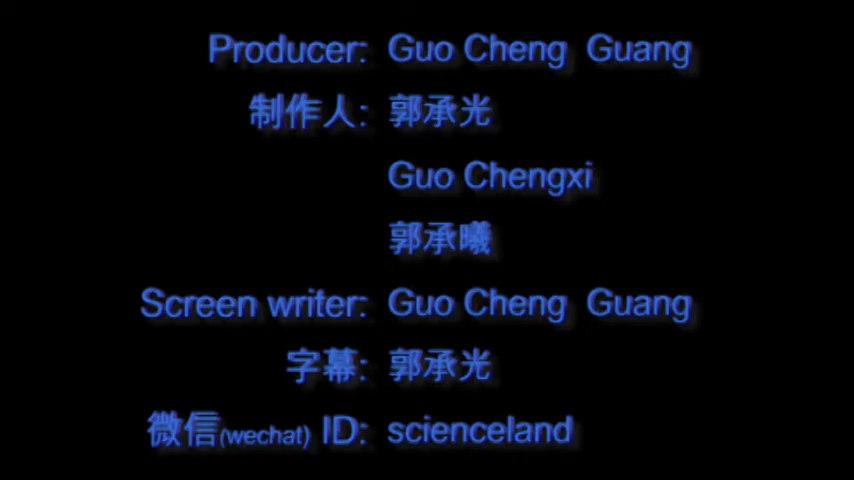 Producer: Guo Cheng Guang
制作人: 郭承光
Guo Chengxi
郭承曦
Screen writer: Guo Cheng Guang
字幕: 郭承光
微信(wechat) ID: scienceland